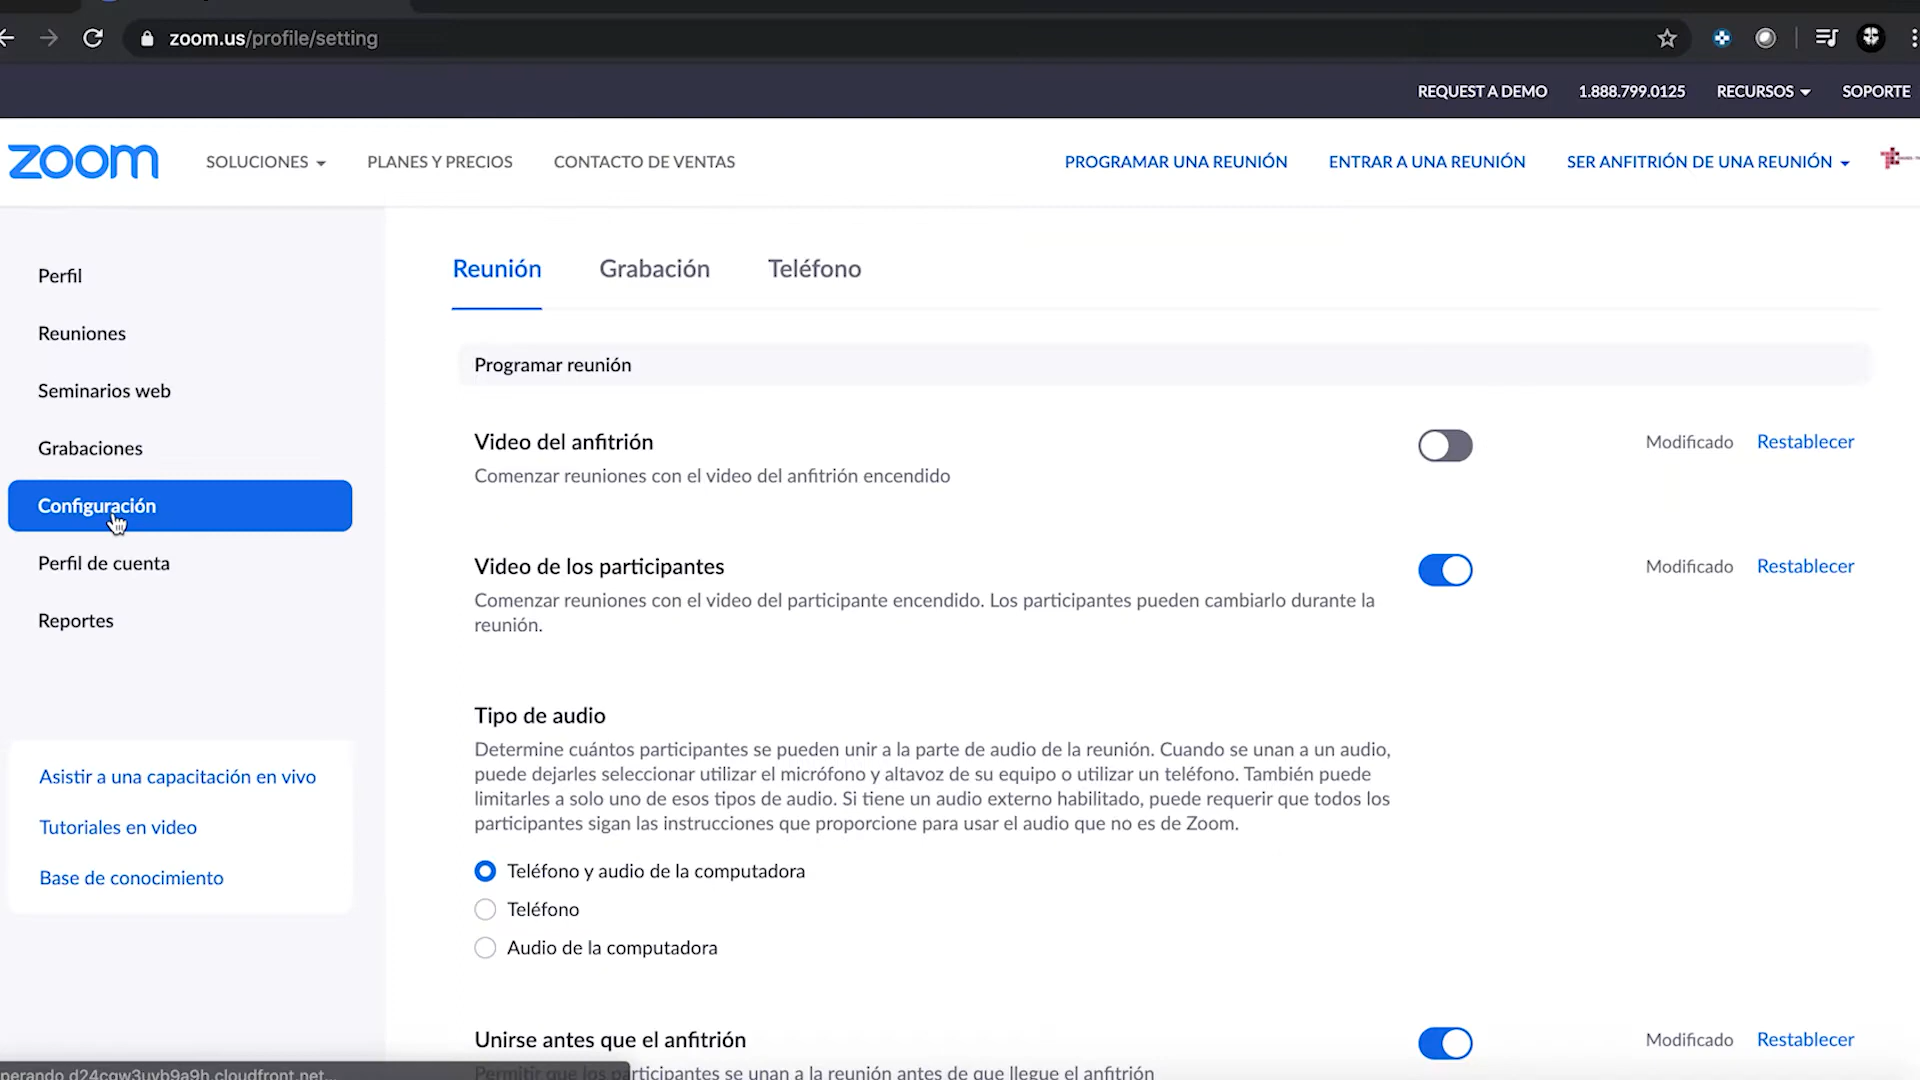 zoom.us/profile/setting
REQUEST A DEMO 1.888.799.0125 RECURSOS SOPORTE
zoom SOLUCIONES PLANES Y PRECIOS CONTACTO DE VENTAS PROGRAMAR UNA REUNIÓN ENTRAR A UNA REUNIÓN SER ANFITRIÓN DE UNA REUNIÓN
Perfil
Reuniones
Seminarios web
Grabaciones
Configuración
Perfil de cuenta
Reportes
Asistir a una capacitación en vivo
Tutoriales en video
Base de conocimiento
Reunión Grabación Teléfono
Programar reunión
Video del anfitrión Modificado Restablecer
Comenzar reuniones con el video del anfitrión encendido
Video de los participantes Modificado Restablecer
Comenzar reuniones con el video del participante encendido. Los participantes pueden cambiarlo durante la
reunión.
Tipo de audio
Determine cuántos participantes se pueden unir a la parte de audio de la reunión. Cuando se unan a un audio,
puede dejarles seleccionar utilizar el micrófono y altavoz de su equipo o utilizar un teléfono. También puede
limitarles a solo uno de esos tipos de audio. Si tiene un audio externo habilitado, puede requerir que todos los
participantes sigan las instrucciones que proporcione para usar el audio que no es de Zoom.
Teléfono y audio de la computadora
Teléfono
Audio de la computadora
Unirse antes que el anfitrión Modificado Restablecer
Permitir que los participantes se unan a la reunión antes de que llegue el anfitrión